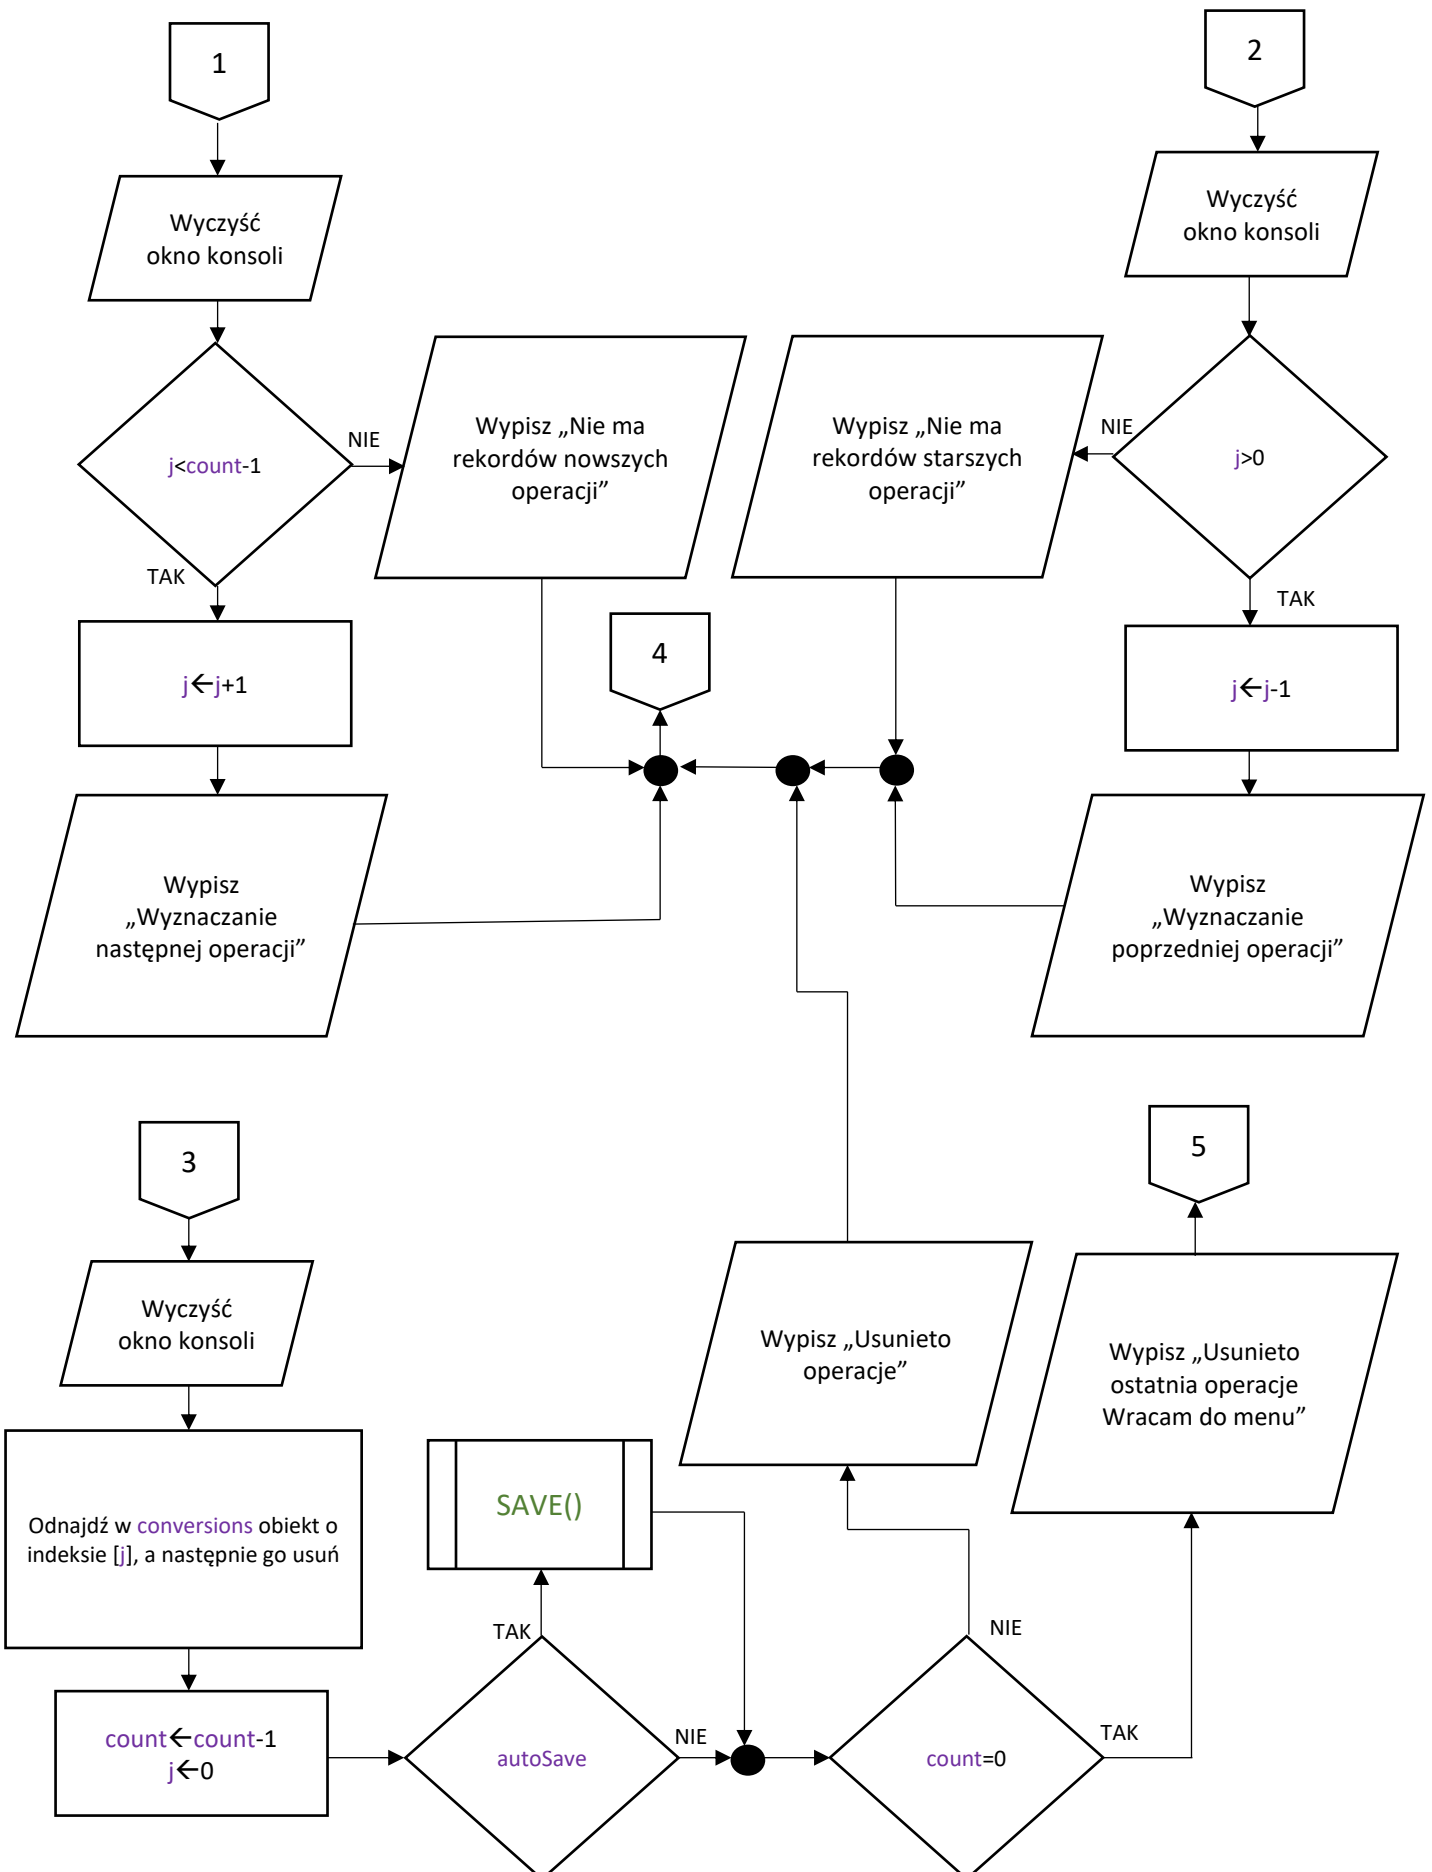 1
Wyczyść
okno konsoli
j<count-1
NIE
Wypisz „Nie ma
rekordów nowszych
operacji”
TAK
j←j+1
Wypisz
„Wyznaczanie
następnej operacji”
2
Wyczyść
okno konsoli
j>0
NIE
Wypisz „Nie ma
rekordów starszych
operacji”
TAK
j←j-1
Wypisz
„Wyznaczanie
poprzedniej operacji”
4
3
Wyczyść
okno konsoli
Odnajdź w conversions obiekt o
indeksie [j], a następnie go usuń
count←count-1
j←0
autoSave
TAK
SAVE()
NIE
count=0
NIE
Wypisz „Usunieto
operacje”
TAK
Wypisz „Usunieto
ostatnia operacje
Wracam do menu”
5